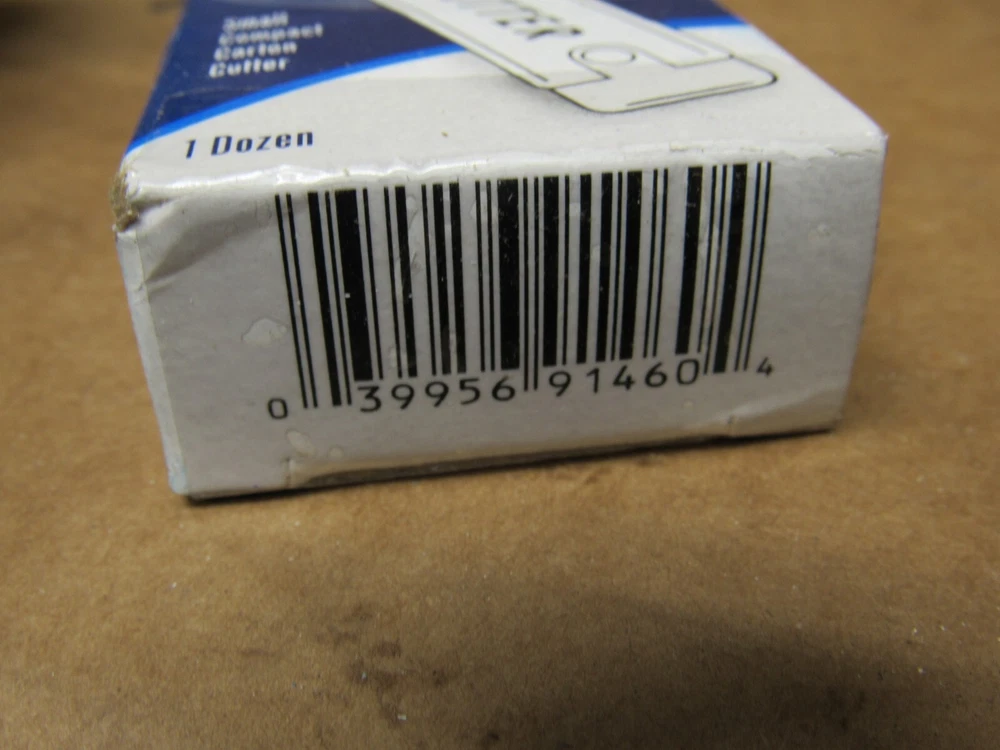 Small
Compact
Carton
Cutter
1 Dozen
0 39956 91460 4